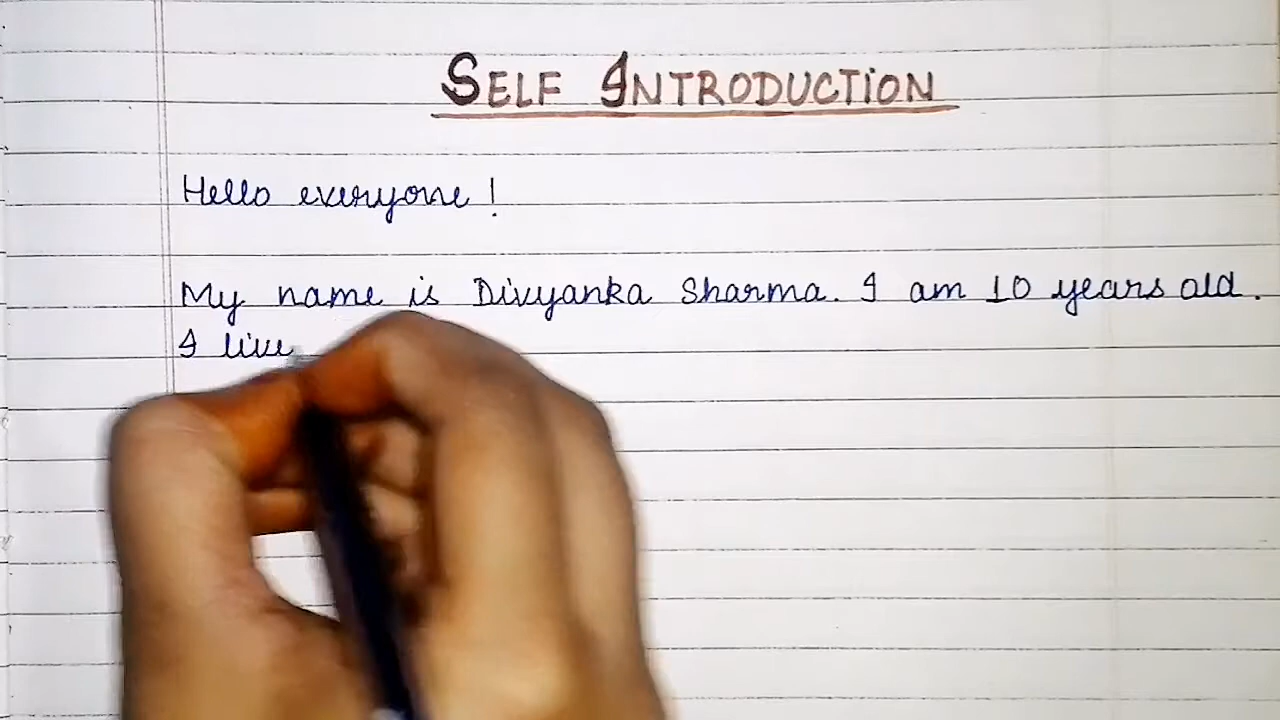 SELF INTRODUCTION
Hello everyone !
My name is Divyanka Sharma. I am 10 years old.
I live